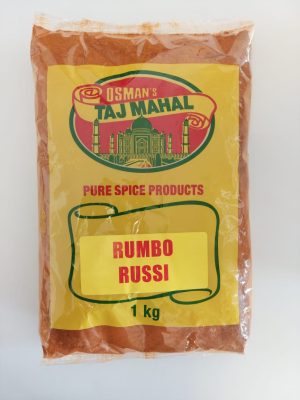 OSMAN'S
TAJ MAHAL
PURE SPICE PRODUCTS
RUMBO
RUSSI
1 kg